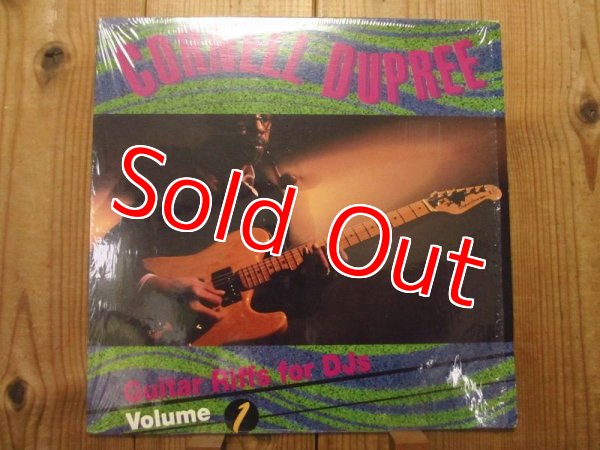 CORNELL DUPREE
Sold Out
Guitar Riffs for DJs
Volume 1